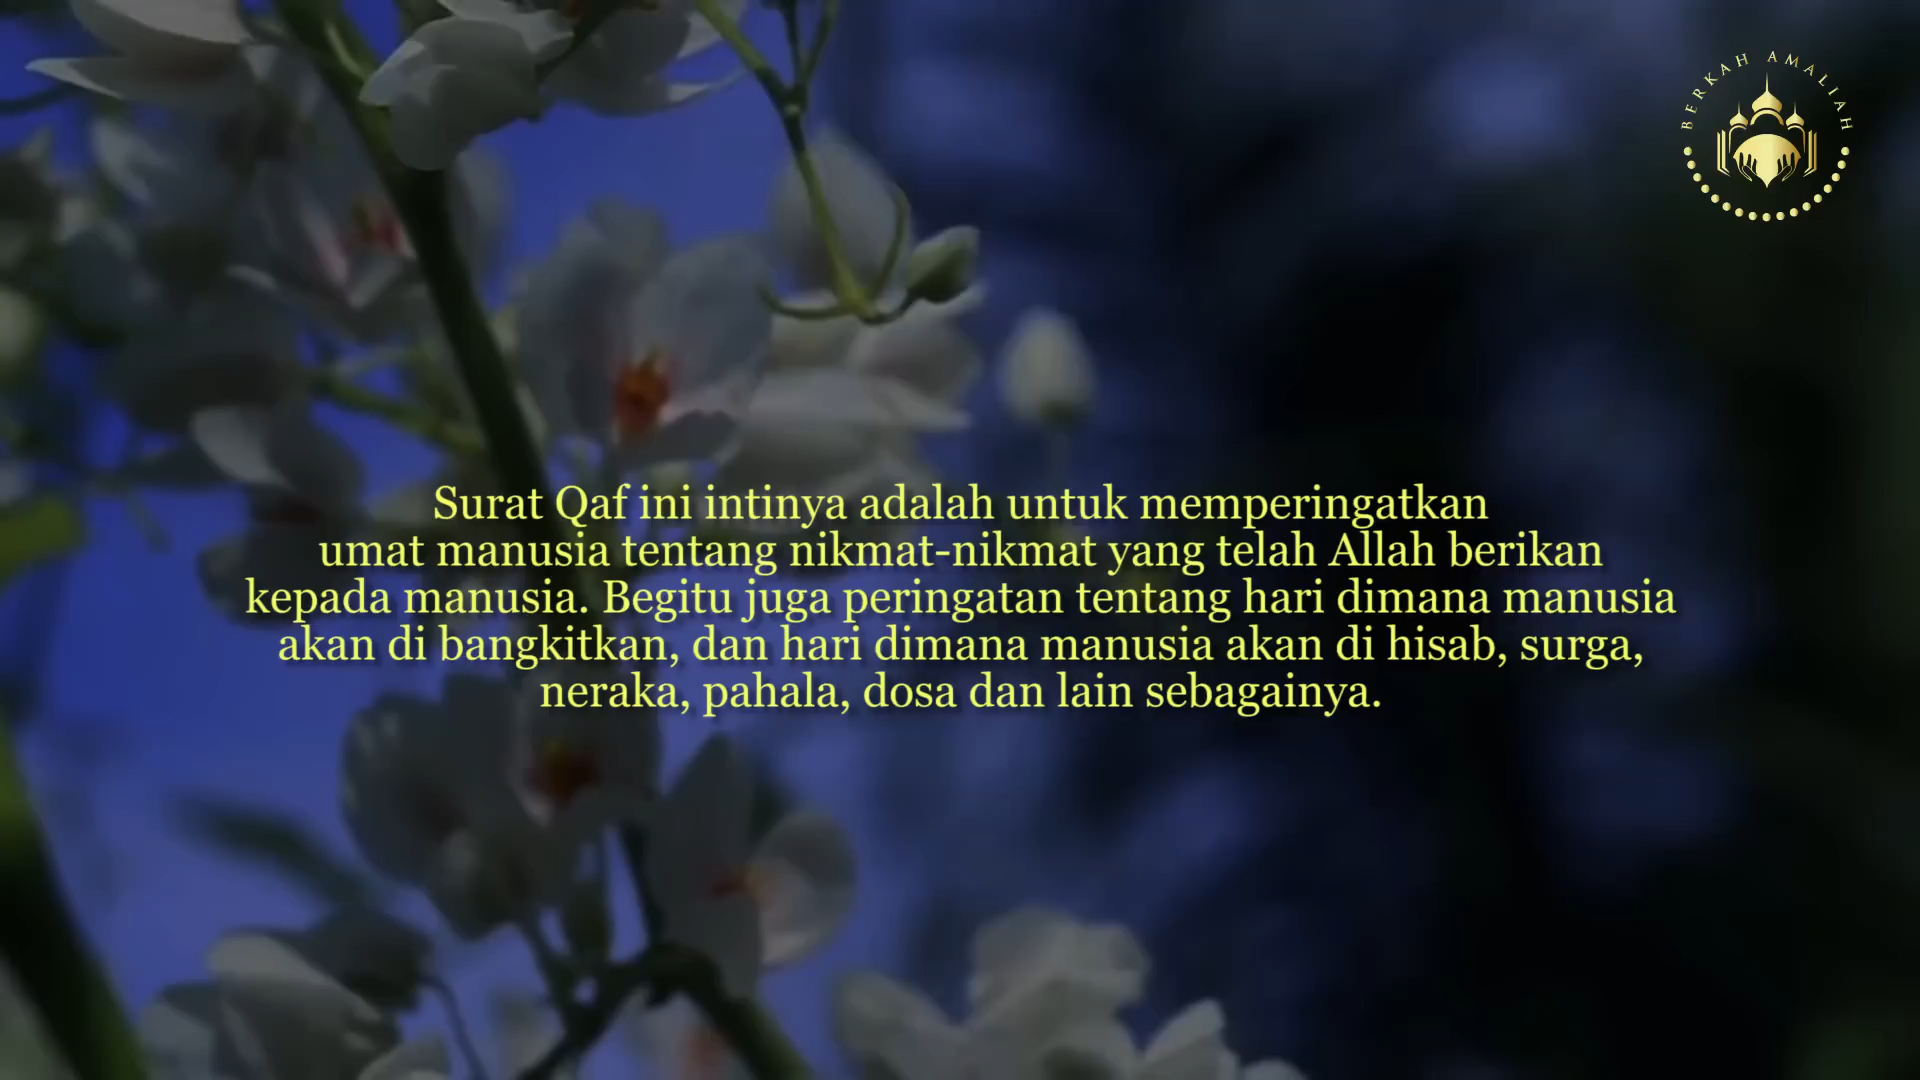 BERKAH AMALIAH
Surat Qaf ini intinya adalah untuk memperingatkan
umat manusia tentang nikmat-nikmat yang telah Allah berikan
kepada manusia. Begitu juga peringatan tentang hari dimana manusia
akan di bangkitkan, dan hari dimana manusia akan di hisab, surga,
neraka, pahala, dosa dan lain sebagainya.